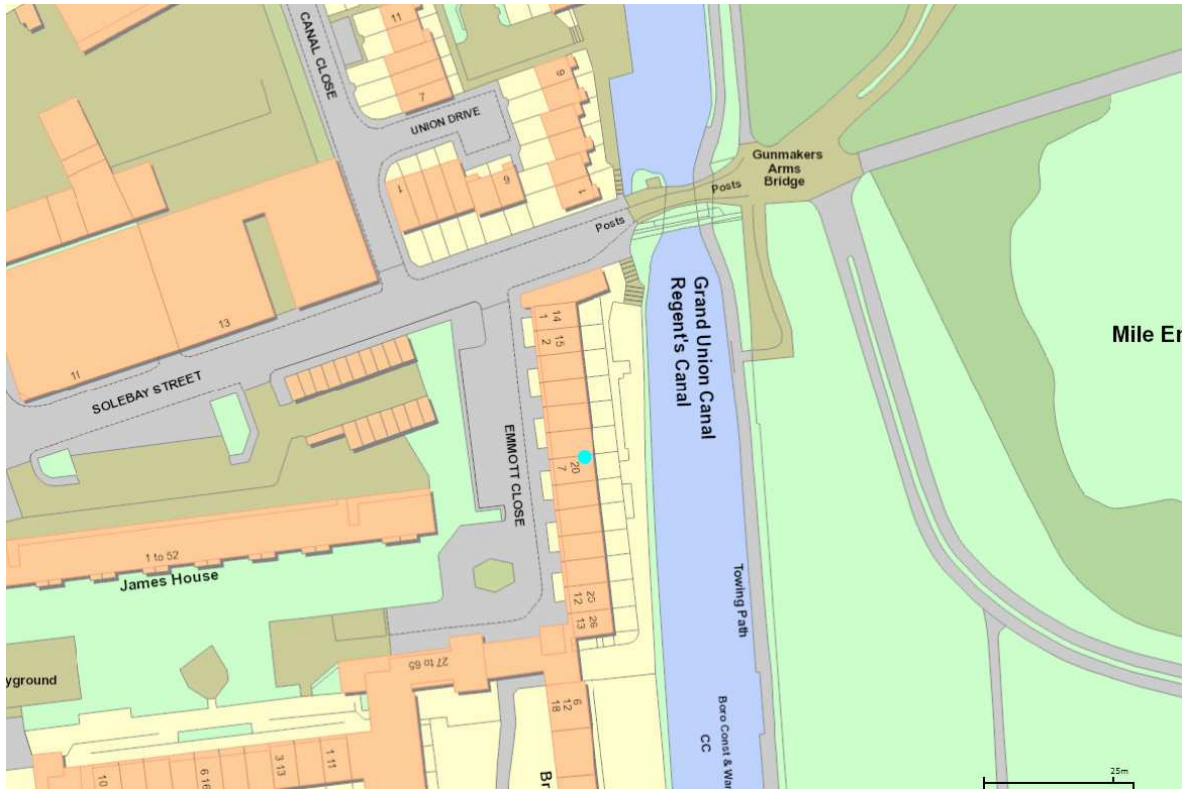 CANAL CLOSE
11
7
9
UNION DRIVE
1
6
1
Gunmakers
Arms
Bridge
Posts
Posts
Grand Union Canal
Regent's Canal
Mile Er
13
11
SOLEBAY STREET
14
1
15
2
EMMOTT CLOSE
20
7
1 to 52
James House
25
12
26
13
Towing Path
27 to 65
yground
6
12
18
Boro Const & War
CC
10
6 16
3 13
1 11
Br
25m